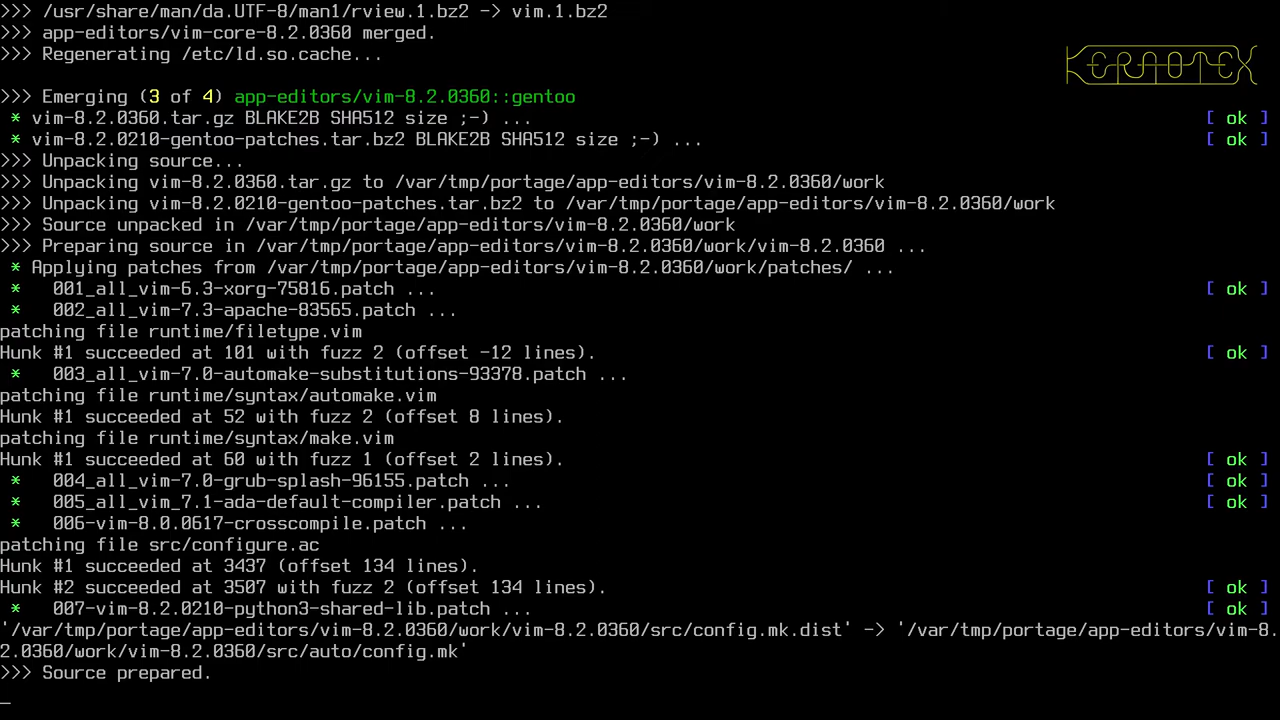 >>> /usr/share/man/da.UTF-8/man1/rview.1.bz2 -> vim.1.bz2
>>> app-editors/vim-core-8.2.0360 merged.
>>> Regenerating /etc/ld.so.cache...
KERAOTEX
>>> Emerging (3 of 4) app-editors/vim-8.2.0360::gentoo
 * vim-8.2.0360.tar.gz BLAKE2B SHA512 size ;-) ... [ ok ]
 * vim-8.2.0210-gentoo-patches.tar.bz2 BLAKE2B SHA512 size ;-) ... [ ok ]
>>> Unpacking source...
>>> Unpacking vim-8.2.0360.tar.gz to /var/tmp/portage/app-editors/vim-8.2.0360/work
>>> Unpacking vim-8.2.0210-gentoo-patches.tar.bz2 to /var/tmp/portage/app-editors/vim-8.2.0360/work
>>> Source unpacked in /var/tmp/portage/app-editors/vim-8.2.0360/work
>>> Preparing source in /var/tmp/portage/app-editors/vim-8.2.0360/work/vim-8.2.0360 ...
 * Applying patches from /var/tmp/portage/app-editors/vim-8.2.0360/work/patches/ ...
 *   001_all_vim-6.3-xorg-75816.patch ... [ ok ]
 *   002_all_vim-7.3-apache-83565.patch ...
patching file runtime/filetype.vim
Hunk #1 succeeded at 101 with fuzz 2 (offset -12 lines). [ ok ]
 *   003_all_vim-7.0-automake-substitutions-93378.patch ...
patching file runtime/syntax/automake.vim
Hunk #1 succeeded at 52 with fuzz 2 (offset 8 lines).
patching file runtime/syntax/make.vim
Hunk #1 succeeded at 60 with fuzz 1 (offset 2 lines). [ ok ]
 *   004_all_vim-7.0-grub-splash-96155.patch ... [ ok ]
 *   005_all_vim_7.1-ada-default-compiler.patch ... [ ok ]
 *   006-vim-8.0.0617-crosscompile.patch ...
patching file src/configure.ac
Hunk #1 succeeded at 3437 (offset 134 lines).
Hunk #2 succeeded at 3507 with fuzz 2 (offset 134 lines). [ ok ]
 *   007-vim-8.2.0210-python3-shared-lib.patch ... [ ok ]
'/var/tmp/portage/app-editors/vim-8.2.0360/work/vim-8.2.0360/src/config.mk.dist' -> '/var/tmp/portage/app-editors/vim-8.
2.0360/work/vim-8.2.0360/src/auto/config.mk'
>>> Source prepared.